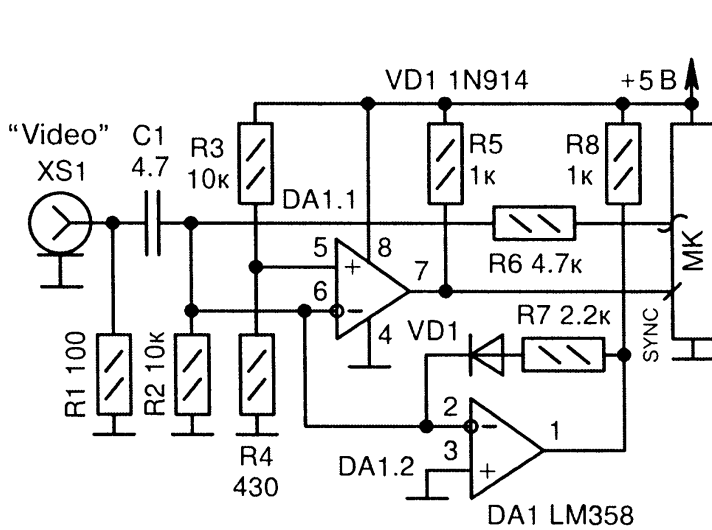 VD1 1N914
+5 В
"Video"
XS1
C1
4.7
R3
10к
DA1.1
R5
1к
R8
1к
5
8
+
6
–
7
4
R6 4.7к
МК
SYNC
R1 100
R2 10к
VD1
R7 2.2к
R4
430
2
–
3
+
1
DA1.2
DA1 LM358